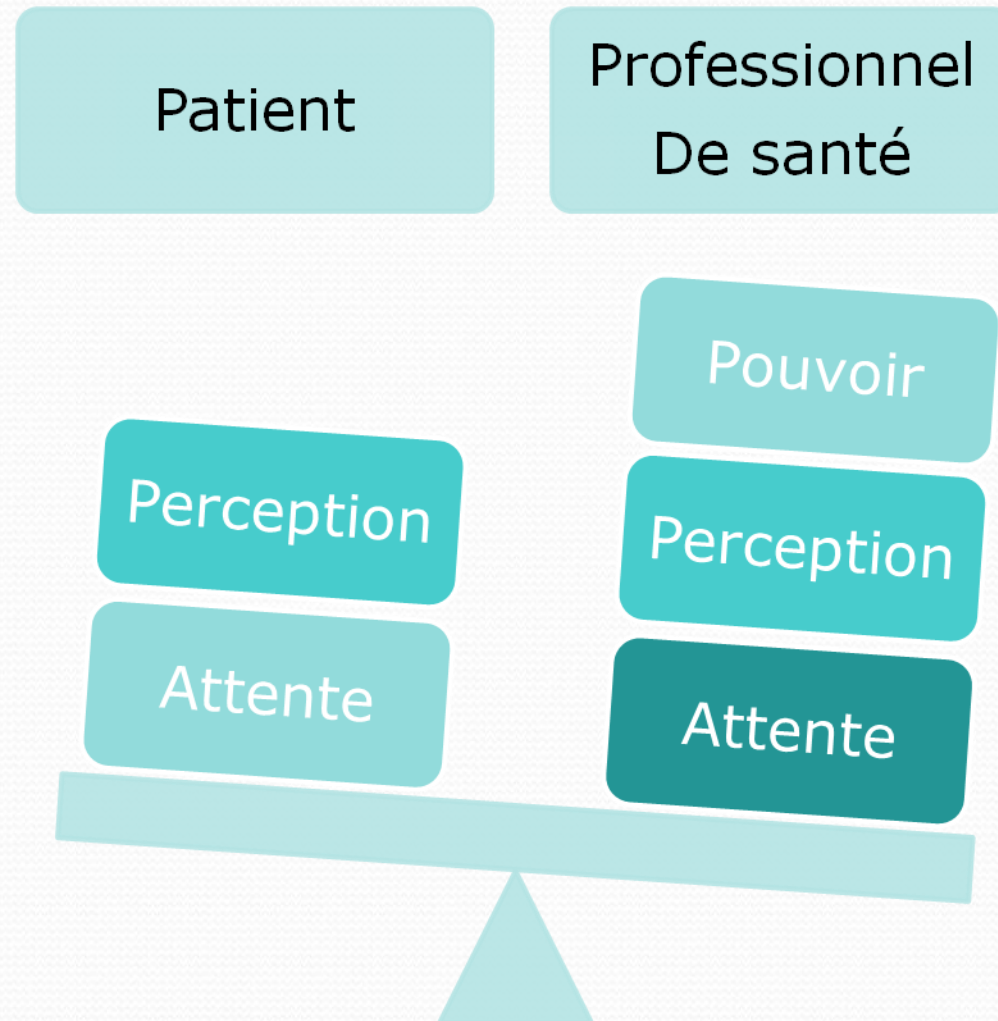 Patient
Professionnel
De santé
Pouvoir
Perception
Perception
Attente
Attente